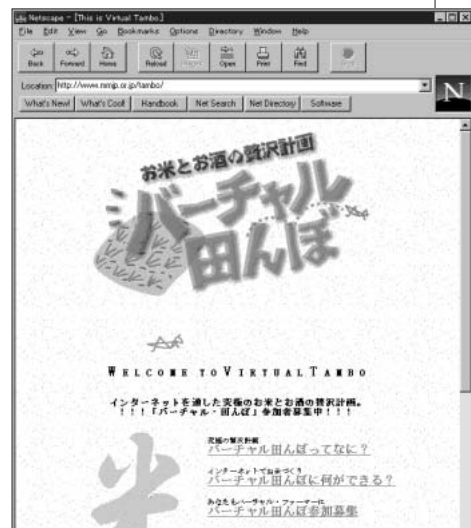 Netscape - [This is Virtual Tambo.]
File Edit View Go Bookmarks Options Directory Window Help
Back Forward Home Reload Images Open Print Find Stop
Location: http://www.nmjp.or.jp/tambo/
What's New! What's Cool! Handbook Net Search Net Directory Software
N
お米とお酒の贅沢計画
バーチャル
田んぼ
WELCOME TO VIRTUAL TAMBO
インターネットを通した究極のお米とお酒の贅沢計画。
!!!「バーチャル・田んぼ」参加者募集中!!!
米
究極の贅沢計画
バーチャル田んぼってなに?
インターネットでお米づくり
バーチャル田んぼに何ができる?
あなたもバーチャル・ファーマーに
バーチャル田んぼ参加募集